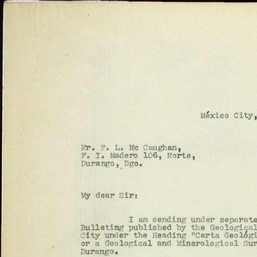 México City,
Mr. F. L. Mc Caughan,
F. I. Madero 106, Norte,
Durango, Dgo.
My dear Sir:
I am sending under separate
Bulleting published by the Geological
City under the Heading "Carta Geológi
or a Geological and Minerological Sur
Durango.